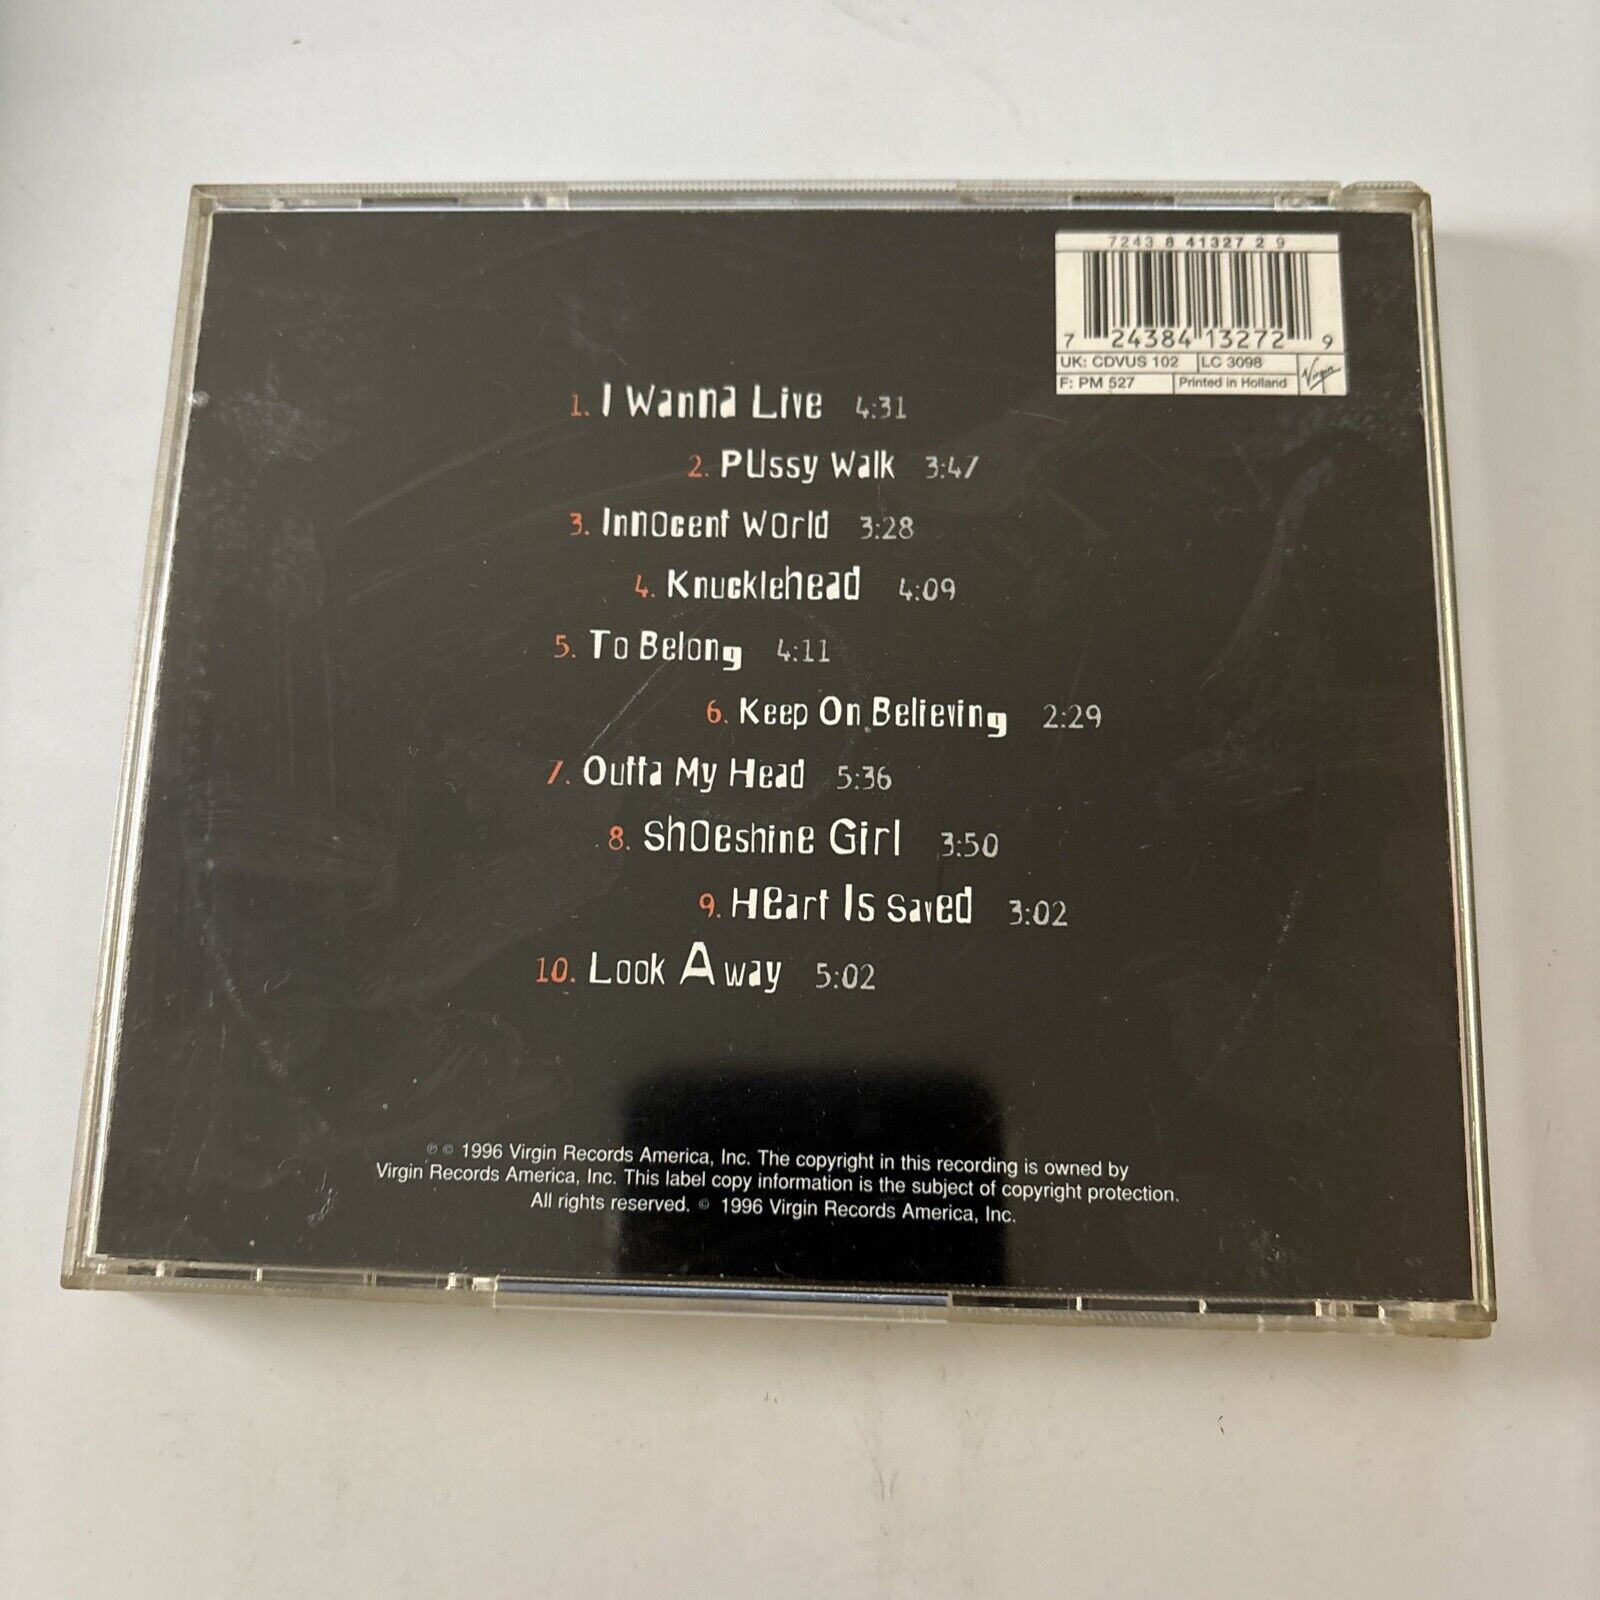 7243 8 41327 2 9
7 24384 13272 9
UK: CDVUS 102 LC 3098
F: PM 527 Printed in Holland Virgin
1. I Wanna Live 4:31
2. Pussy Walk 3:47
3. Innocent World 3:28
4. Knucklehead 4:09
5. To Belong 4:11
6. Keep On Believing 2:29
7. Outta My Head 5:36
8. Shoeshine Girl 3:50
9. Heart Is Saved 3:02
10. Look Away 5:02
℗ © 1996 Virgin Records America, Inc. The copyright in this recording is owned by
Virgin Records America, Inc. This label copy information is the subject of copyright protection.
All rights reserved. © 1996 Virgin Records America, Inc.